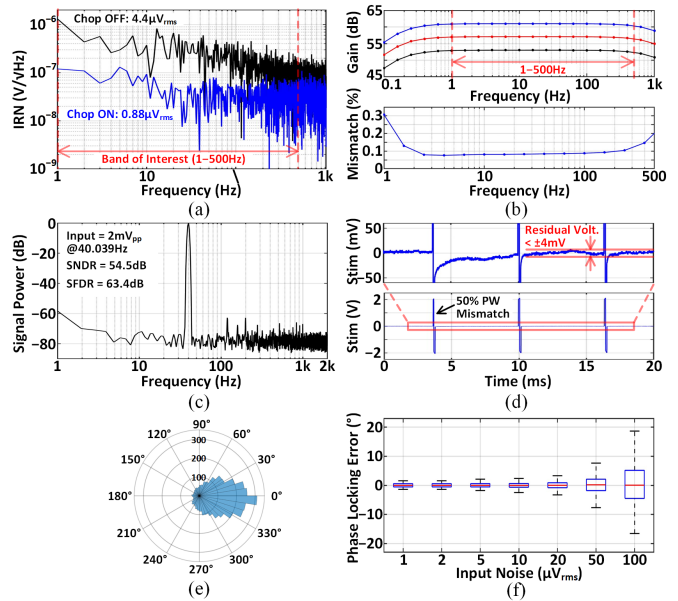 10⁻⁶
10⁻⁷
10⁻⁸
10⁻⁹
IRN (V/√Hz)
Chop OFF: 4.4µVrms
Chop ON: 0.88µVrms
Band of Interest (1−500Hz)
1 10 100 1k
Frequency (Hz)
(a)
65
55
45
Gain (dB)
1−500Hz
0.1 1 10 100 1k
Frequency (Hz)
0.3
0.2
0.1
0
Mismatch (%)
1 10 100 500
Frequency (Hz)
(b)
0
−20
−40
−60
−80
Signal Power (dB)
Input = 2mVpp
@40.039Hz
SNDR = 54.5dB
SFDR = 63.4dB
1 10 100 1k 2k
Frequency (Hz)
(c)
50
0
−50
Stim (mV)
Residual Volt.
< ±4mV
2
0
−2
Stim (V)
50% PW
Mismatch
0 5 10 15 20
Time (ms)
(d)
90°
120° 60°
150° 30°
180° 0°
210° 330°
240° 300°
270°
300
200
100
(e)
20
10
0
−10
−20
Phase Locking Error (°)
1 2 5 10 20 50 100
Input Noise (µVrms)
(f)